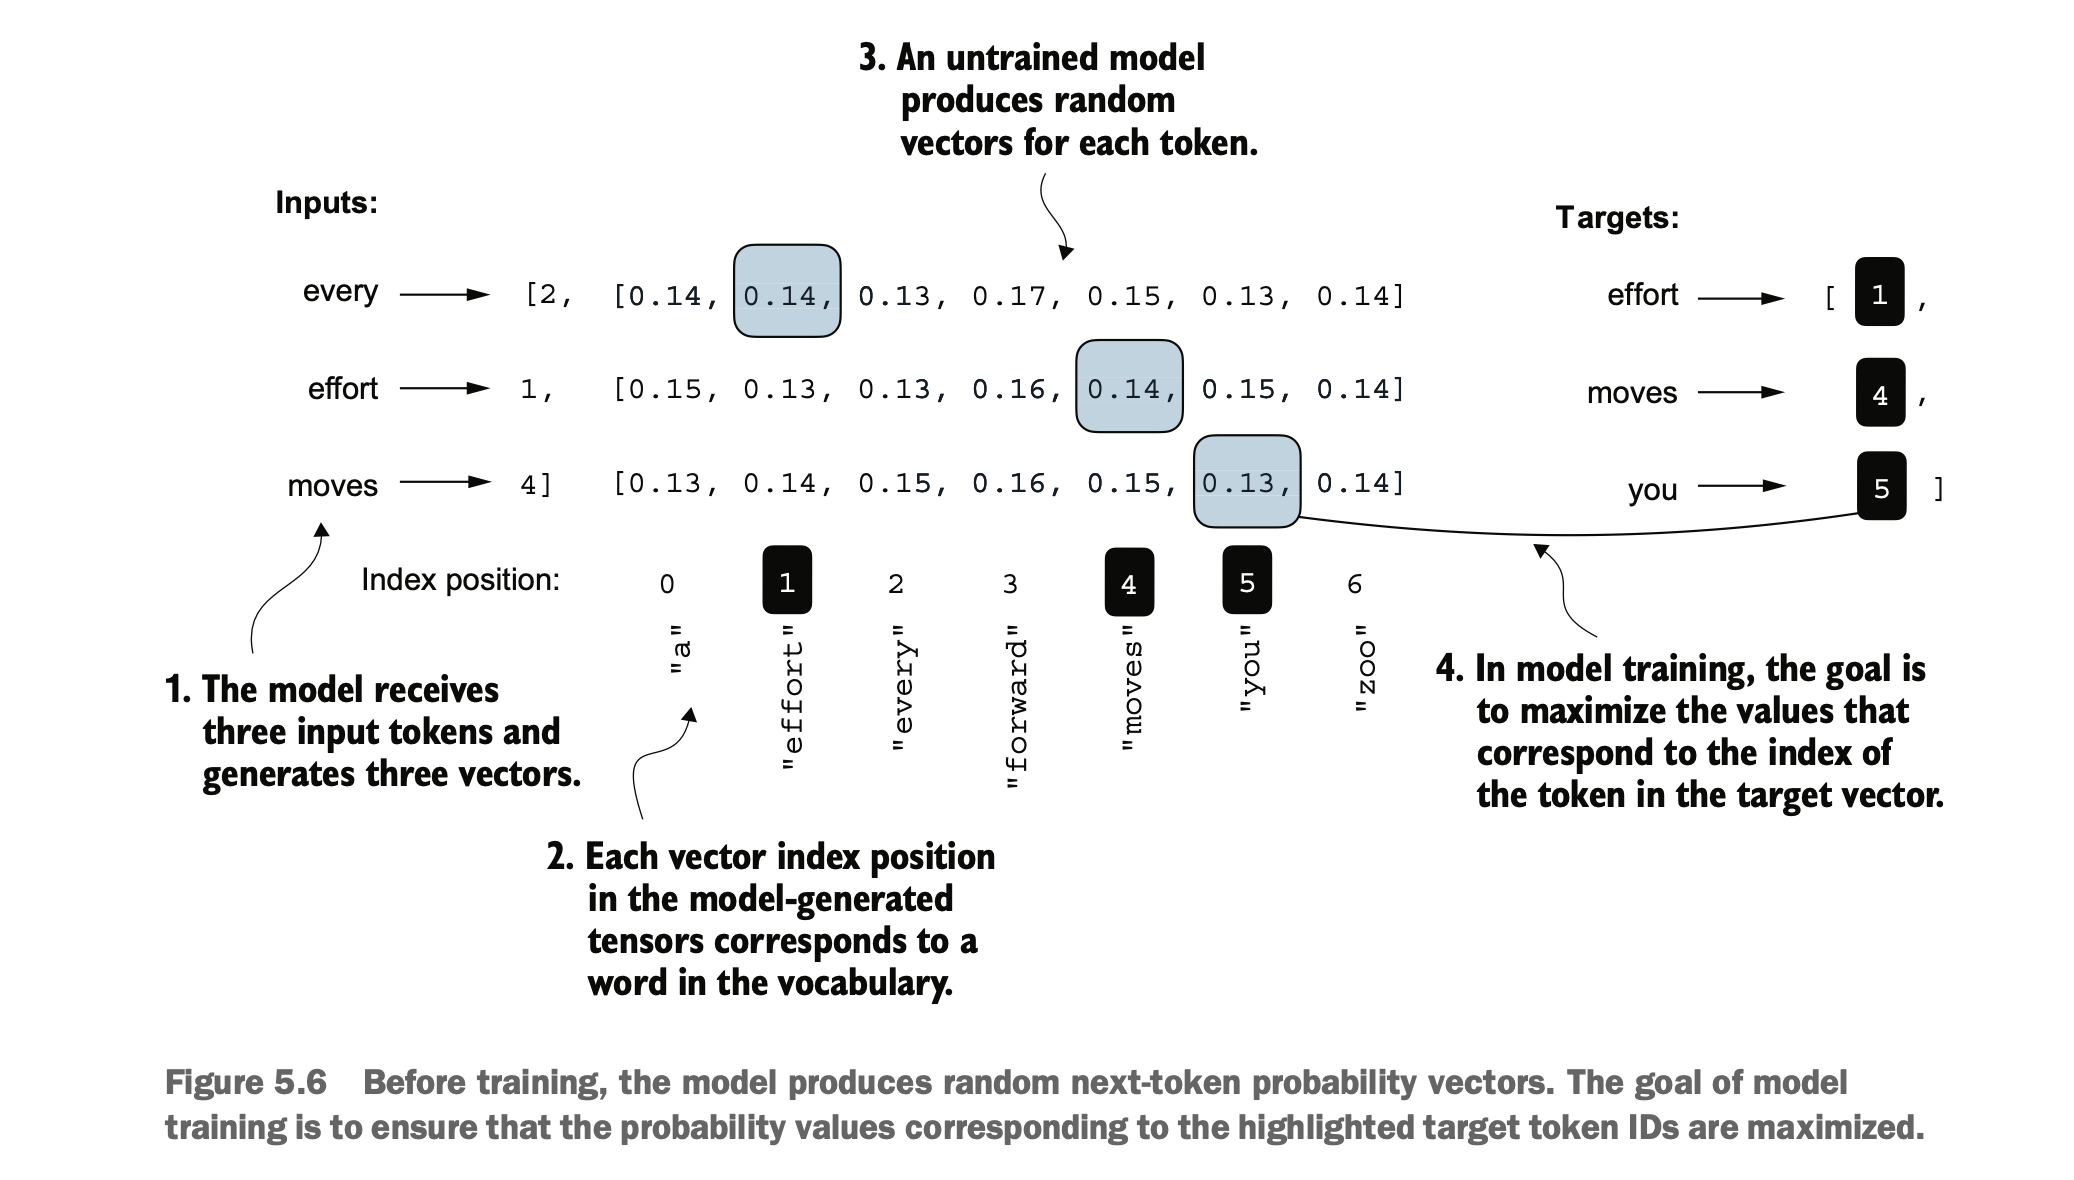 3. An untrained model
produces random
vectors for each token.
Inputs:
Targets:
every [2, [0.14, 0.14, 0.13, 0.17, 0.15, 0.13, 0.14] effort [ 1 ,
effort 1, [0.15, 0.13, 0.13, 0.16, 0.14, 0.15, 0.14] moves 4 ,
moves 4] [0.13, 0.14, 0.15, 0.16, 0.15, 0.13, 0.14] you 5 ]
Index position: 0 1 2 3 4 5 6
"a" "effort" "every" "forward" "moves" "you" "zoo"
1. The model receives
three input tokens and
generates three vectors.
2. Each vector index position
in the model-generated
tensors corresponds to a
word in the vocabulary.
4. In model training, the goal is
to maximize the values that
correspond to the index of
the token in the target vector.
Figure 5.6 Before training, the model produces random next-token probability vectors. The goal of model
training is to ensure that the probability values corresponding to the highlighted target token IDs are maximized.